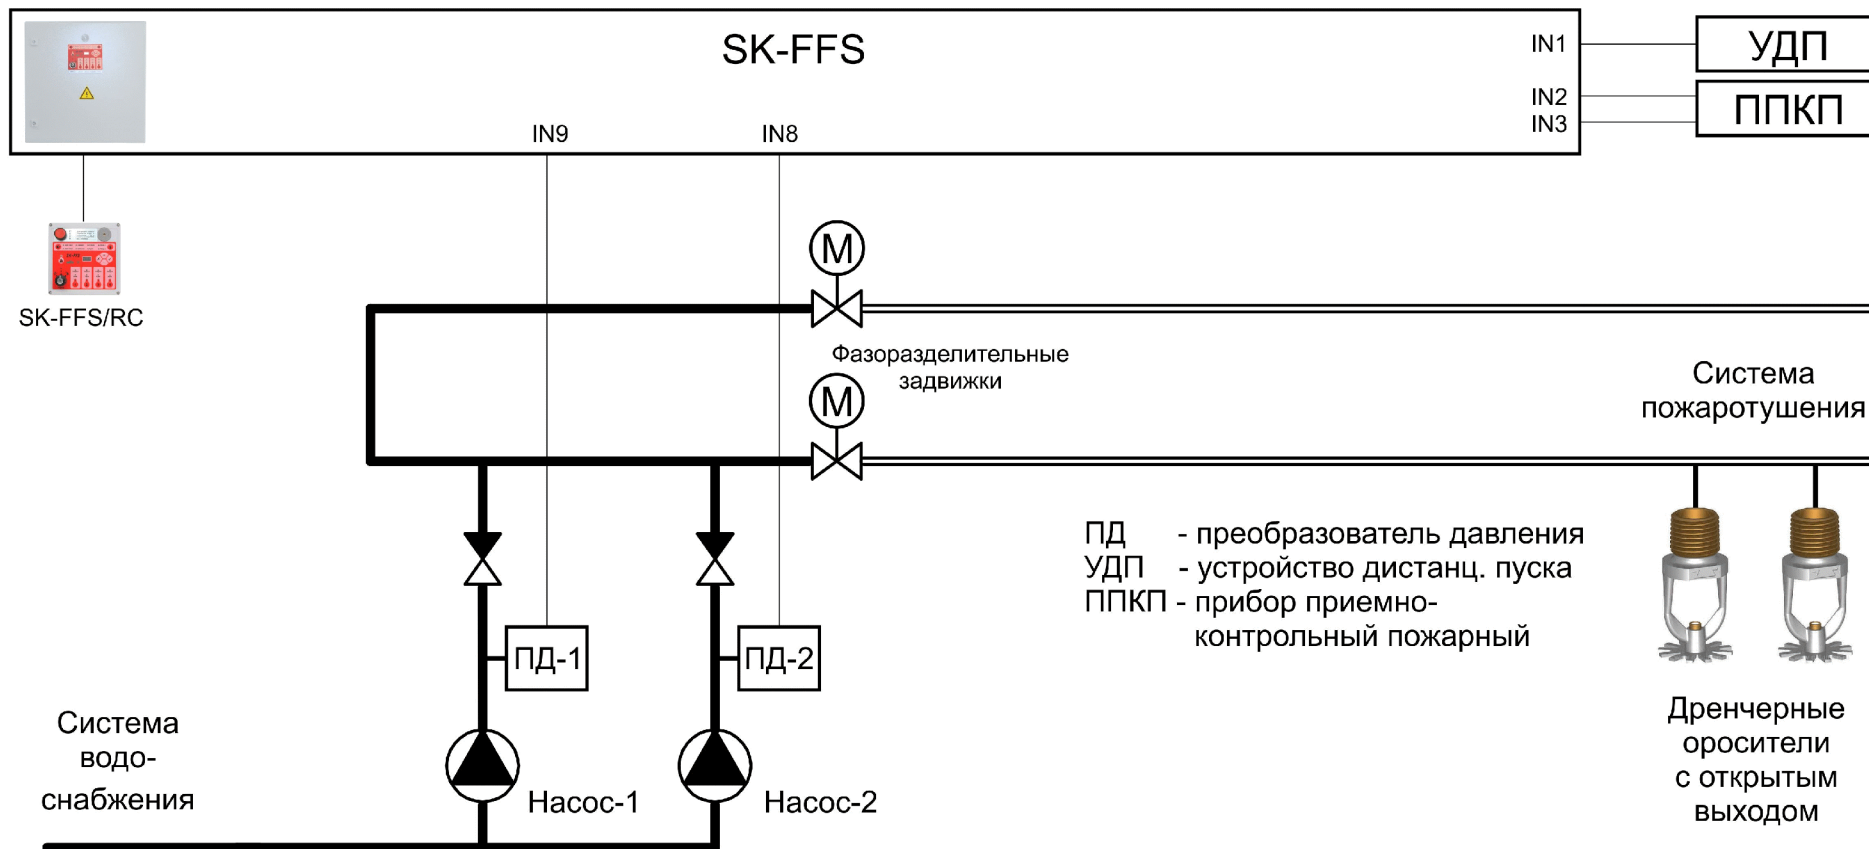 SK-FFS
IN1
УДП
IN2
IN3
ППКП
IN9
IN8
SK-FFS/RC
M
Фазоразделительные
задвижки
M
Система
пожаротушения
ПД - преобразователь давления
УДП - устройство дистанц. пуска
ППКП - прибор приемно-
контрольный пожарный
ПД-1
ПД-2
Система
водо-
снабжения
Насос-1
Насос-2
Дренчерные
оросители
с открытым
выходом